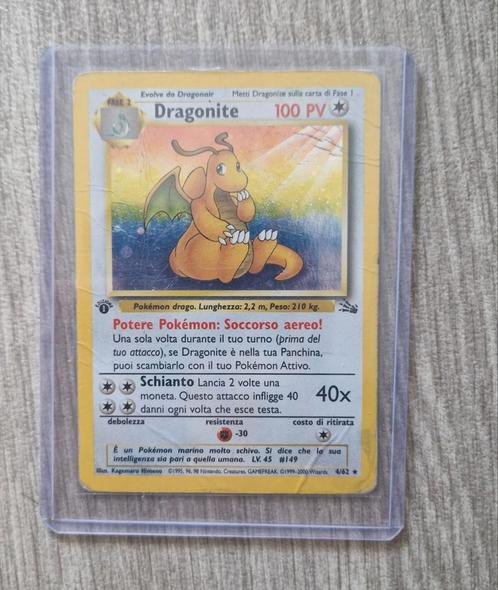 Evolve da Dragonair Metti Dragonite sulla carta di Fase 1
FASE 2
Dragonite 100 PV
EDIZIONE 1
Pokémon drago. Lunghezza: 2,2 m, Peso: 210 kg.
Potere Pokémon: Soccorso aereo!
Una sola volta durante il tuo turno (prima del
tuo attacco), se Dragonite è nella tua Panchina,
puoi scambiarlo con il tuo Pokémon Attivo.
Schianto Lancia 2 volte una
moneta. Questo attacco infligge 40
danni ogni volta che esce testa.
40x
debolezza resistenza costo di ritirata
-30
È un Pokémon marino molto schivo. Si dice che la sua
intelligenza sia pari a quella umana. LV. 45 #149
Illus. Kagemaru Himeno ©1995, 96, 98 Nintendo, Creatures, GAMEFREAK. ©1999-2000 Wizards. 4/62 ★